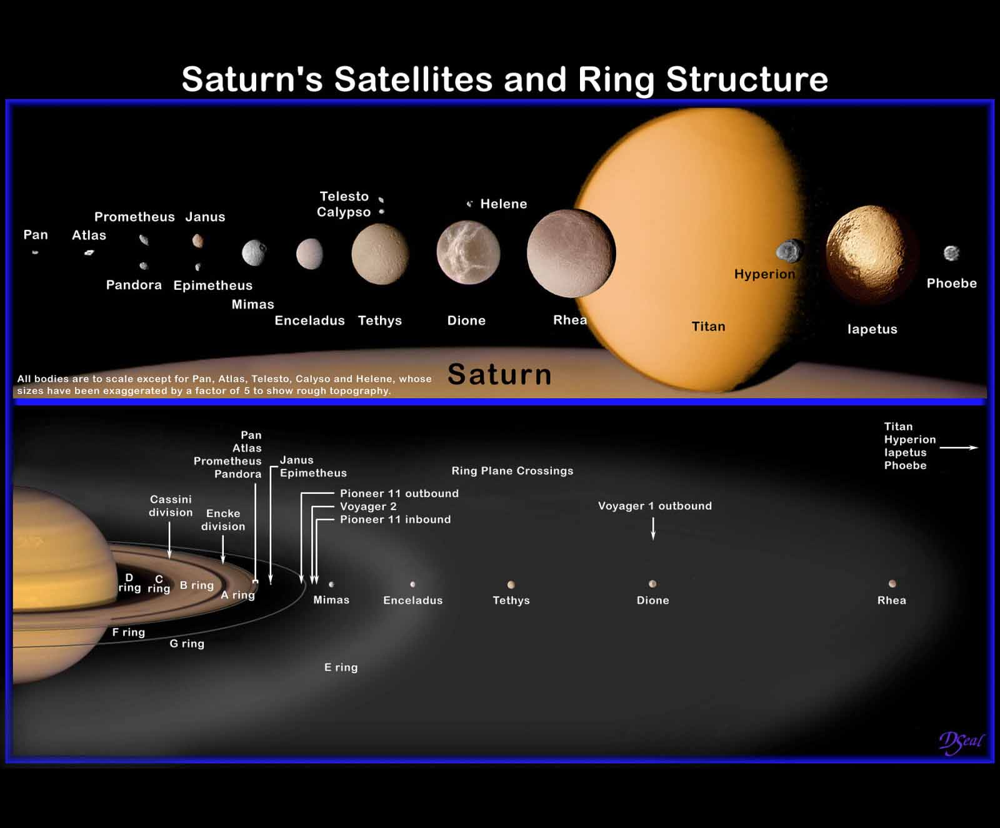 Saturn's Satellites and Ring Structure
Telesto
Calypso
Helene
Prometheus
Janus
Pan
Atlas
Hyperion
Pandora
Epimetheus
Phoebe
Mimas
Enceladus
Tethys
Dione
Rhea
Titan
Iapetus
Saturn
All bodies are to scale except for Pan, Atlas, Telesto, Calyso and Helene, whose
sizes have been exaggerated by a factor of 5 to show rough topography.
Pan
Atlas
Prometheus
Pandora
Janus
Epimetheus
Ring Plane Crossings
Titan
Hyperion
Iapetus
Phoebe
Cassini
division
Encke
division
Pioneer 11 outbound
Voyager 2
Pioneer 11 inbound
Voyager 1 outbound
D
ring
C
ring
B ring
A ring
Mimas
Enceladus
Tethys
Dione
Rhea
F ring
G ring
E ring
DSeal